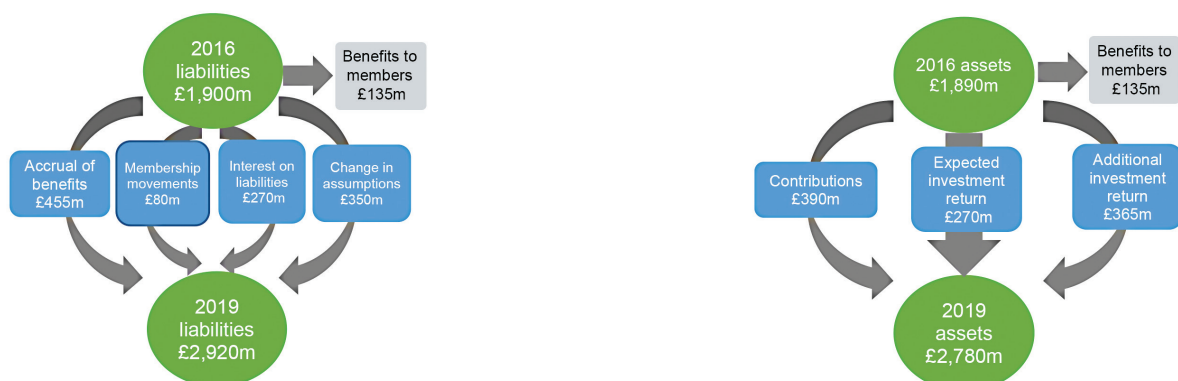 2016
liabilities
£1,900m
Benefits to
members
£135m
Accrual of
benefits
£455m
Membership
movements
£80m
Interest on
liabilities
£270m
Change in
assumptions
£350m
2019
liabilities
£2,920m
2016 assets
£1,890m
Benefits to
members
£135m
Contributions
£390m
Expected
investment
return
£270m
Additional
investment
return
£365m
2019
assets
£2,780m